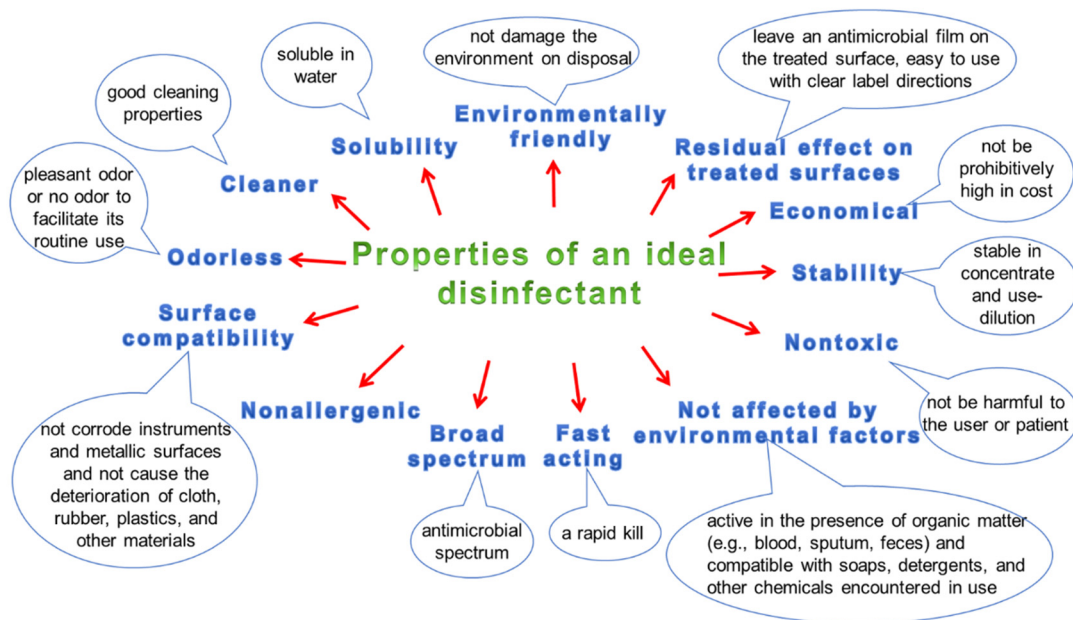 not damage the
environment on disposal
leave an antimicrobial film on
the treated surface, easy to use
with clear label directions
soluble in
water
good cleaning
properties
Environmentally
friendly
Solubility
Residual effect on
treated surfaces
not be
prohibitively
high in cost
Cleaner
pleasant odor
or no odor to
facilitate its
routine use
Economical
Odorless
Properties of an ideal
disinfectant
Stability
stable in
concentrate
and use-
dilution
Surface
compatibility
Nontoxic
not be harmful to
the user or patient
Nonallergenic
Broad
spectrum
Fast
acting
Not affected by
environmental factors
not corrode instruments
and metallic surfaces
and not cause the
deterioration of cloth,
rubber, plastics, and
other materials
antimicrobial
spectrum
a rapid kill
active in the presence of organic matter
(e.g., blood, sputum, feces) and
compatible with soaps, detergents, and
other chemicals encountered in use